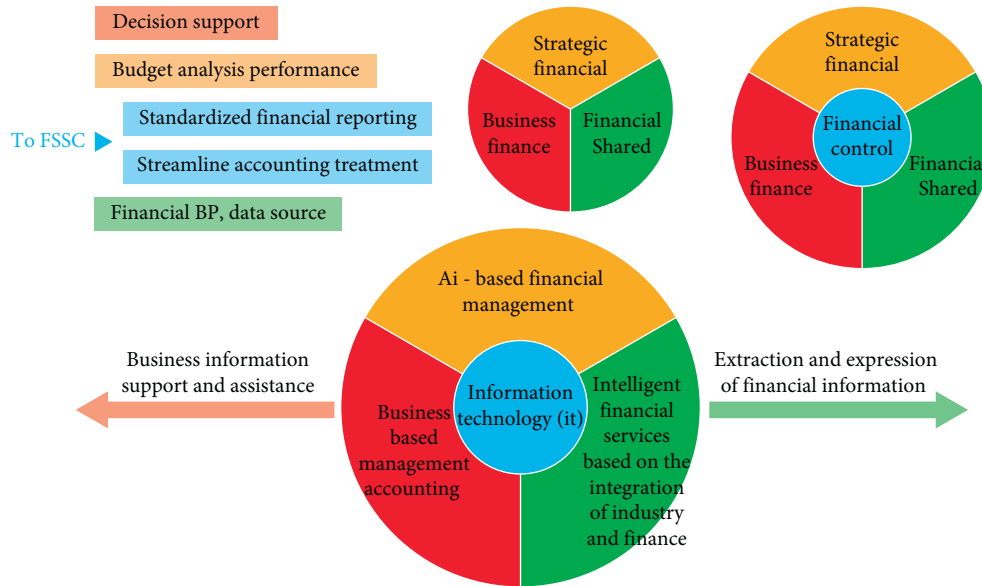 Decision support
Budget analysis performance
To FSSC
Standardized financial reporting
Streamline accounting treatment
Financial BP, data source
Strategic
financial
Business
finance
Financial
Shared
Strategic
financial
Financial
control
Business
finance
Financial
Shared
Ai - based financial
management
Business information
support and assistance
Information
technology (it)
Business
based
management
accounting
Intelligent
financial
services
based on the
integration
of industry
and finance
Extraction and expression
of financial information